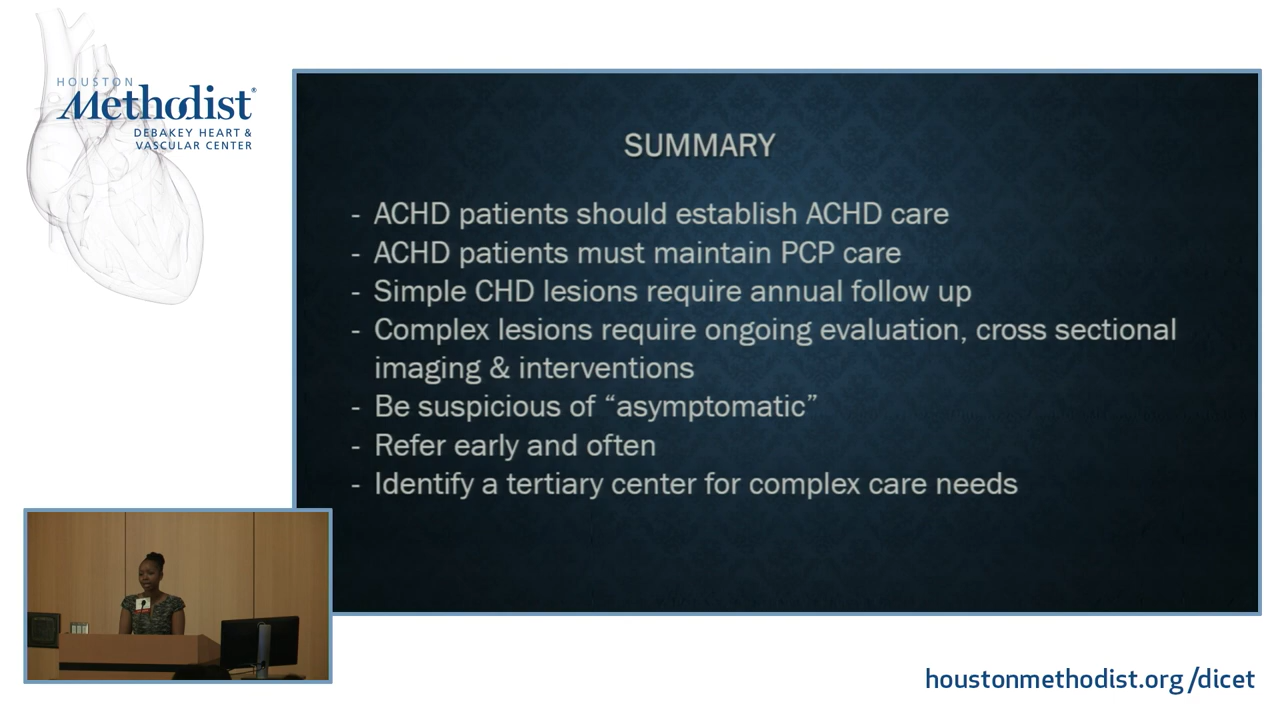 HOUSTON
Methodist®
DEBAKEY HEART &
VASCULAR CENTER
SUMMARY
- ACHD patients should establish ACHD care
- ACHD patients must maintain PCP care
- Simple CHD lesions require annual follow up
- Complex lesions require ongoing evaluation, cross sectional
imaging & interventions
- Be suspicious of “asymptomatic”
- Refer early and often
- Identify a tertiary center for complex care needs
houstonmethodist.org/dicet